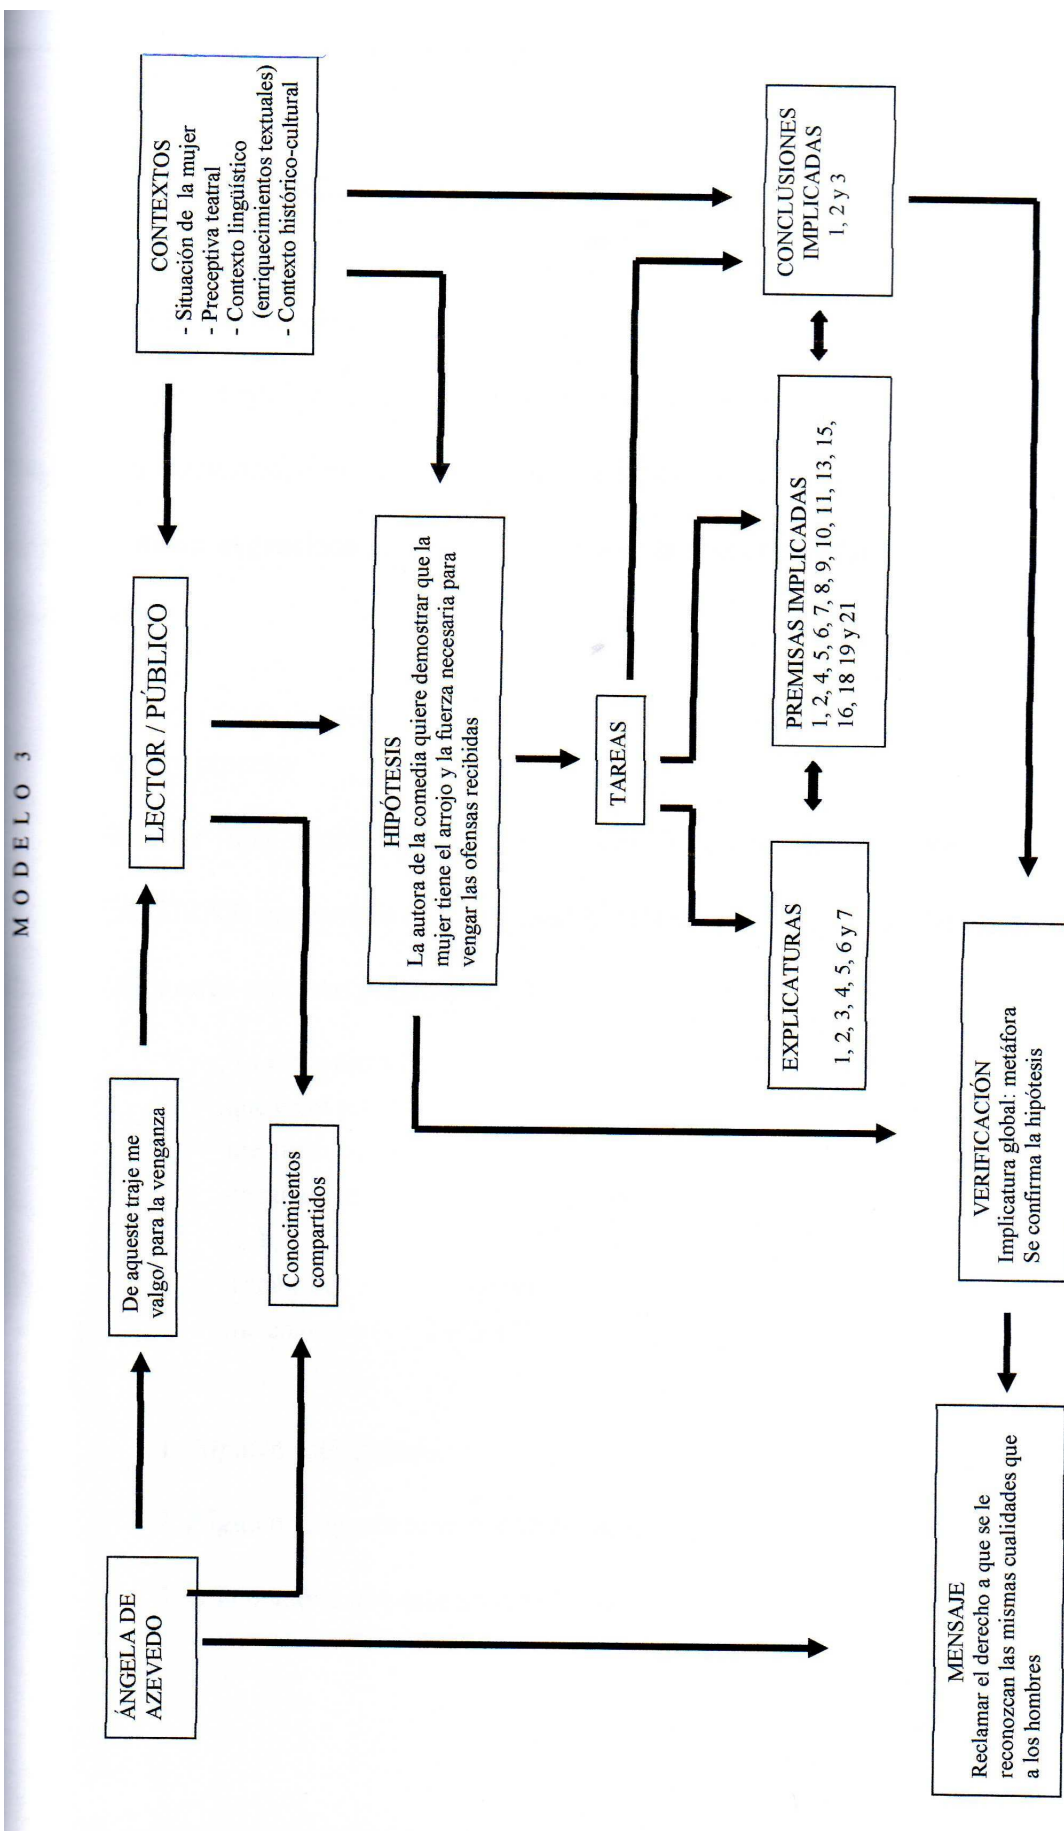 MODELO 3
ÁNGELA DE
AZEVEDO
De aqueste traje me
valgo/ para la venganza
LECTOR / PÚBLICO
CONTEXTOS
- Situación de la mujer
- Preceptiva teatral
- Contexto lingüístico
(enriquecimientos textuales)
- Contexto histórico-cultural
Conocimientos
compartidos
HIPÓTESIS
La autora de la comedia quiere demostrar que la
mujer tiene el arrojo y la fuerza necesaria para
vengar las ofensas recibidas
TAREAS
EXPLICATURAS
1, 2, 3, 4, 5, 6 y 7
PREMISAS IMPLICADAS
1, 2, 4, 5, 6, 7, 8, 9, 10, 11, 13, 15,
16, 18 19 y 21
CONCLUSIONES
IMPLICADAS
1, 2 y 3
MENSAJE
Reclamar el derecho a que se le
reconozcan las mismas cualidades que
a los hombres
VERIFICACIÓN
Implicatura global: metáfora
Se confirma la hipótesis